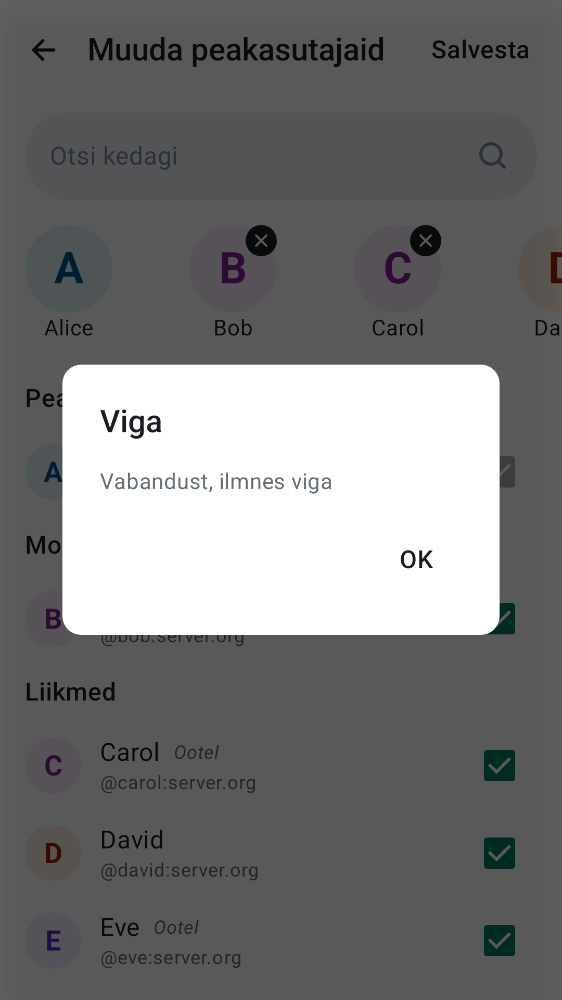 Muuda peakasutajaid
Salvesta
Otsi kedagi
A
B
C
Alice
Bob
Carol
Da
Pea
A
Viga
Vabandust, ilmnes viga
OK
Mo
B
@bob:server.org
Liikmed
C
Carol Ootel
@carol:server.org
D
David
@david:server.org
E
Eve Ootel
@eve:server.org